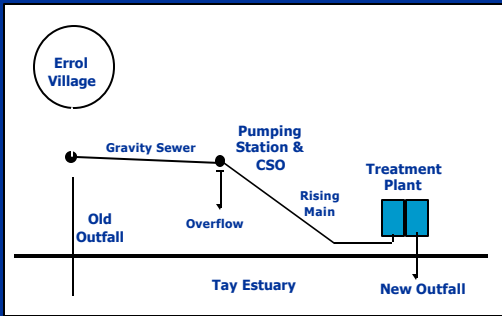 Errol
Village
Gravity Sewer
Pumping
Station &
CSO
Treatment
Plant
Rising
Main
Old
Outfall
Overflow
Tay Estuary
New Outfall